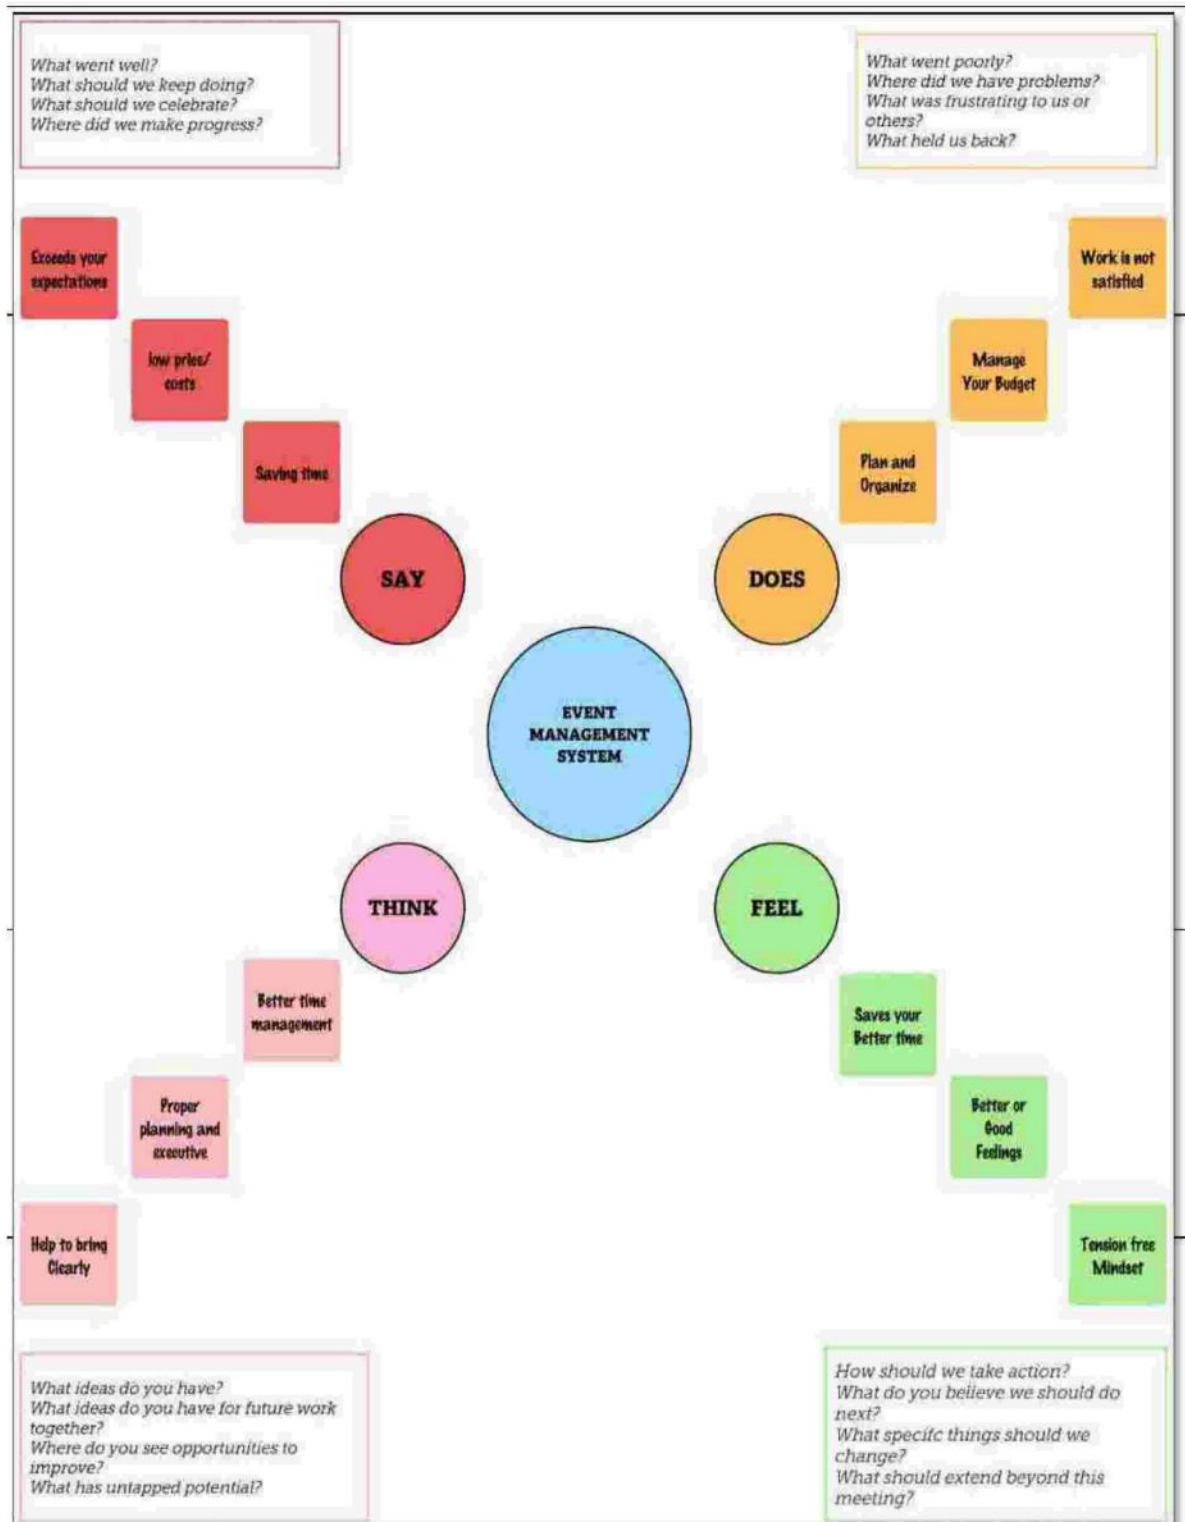 What went well?
What should we keep doing?
What should we celebrate?
Where did we make progress?
What went poorly?
Where did we have problems?
What was frustrating to us or
others?
What held us back?
Exceeds your
expectations
Work is not
satisfied
low price/
costs
Manage
Your Budget
Saving time
Plan and
Organize
SAY
DOES
EVENT
MANAGEMENT
SYSTEM
THINK
FEEL
Better time
management
Saves your
Better time
Proper
planning and
executive
Better or
Good
Feelings
Help to bring
Clearly
Tension free
Mindset
What ideas do you have?
What ideas do you have for future work
together?
Where do you see opportunities to
improve?
What has untapped potential?
How should we take action?
What do you believe we should do
next?
What specifc things should we
change?
What should extend beyond this
meeting?